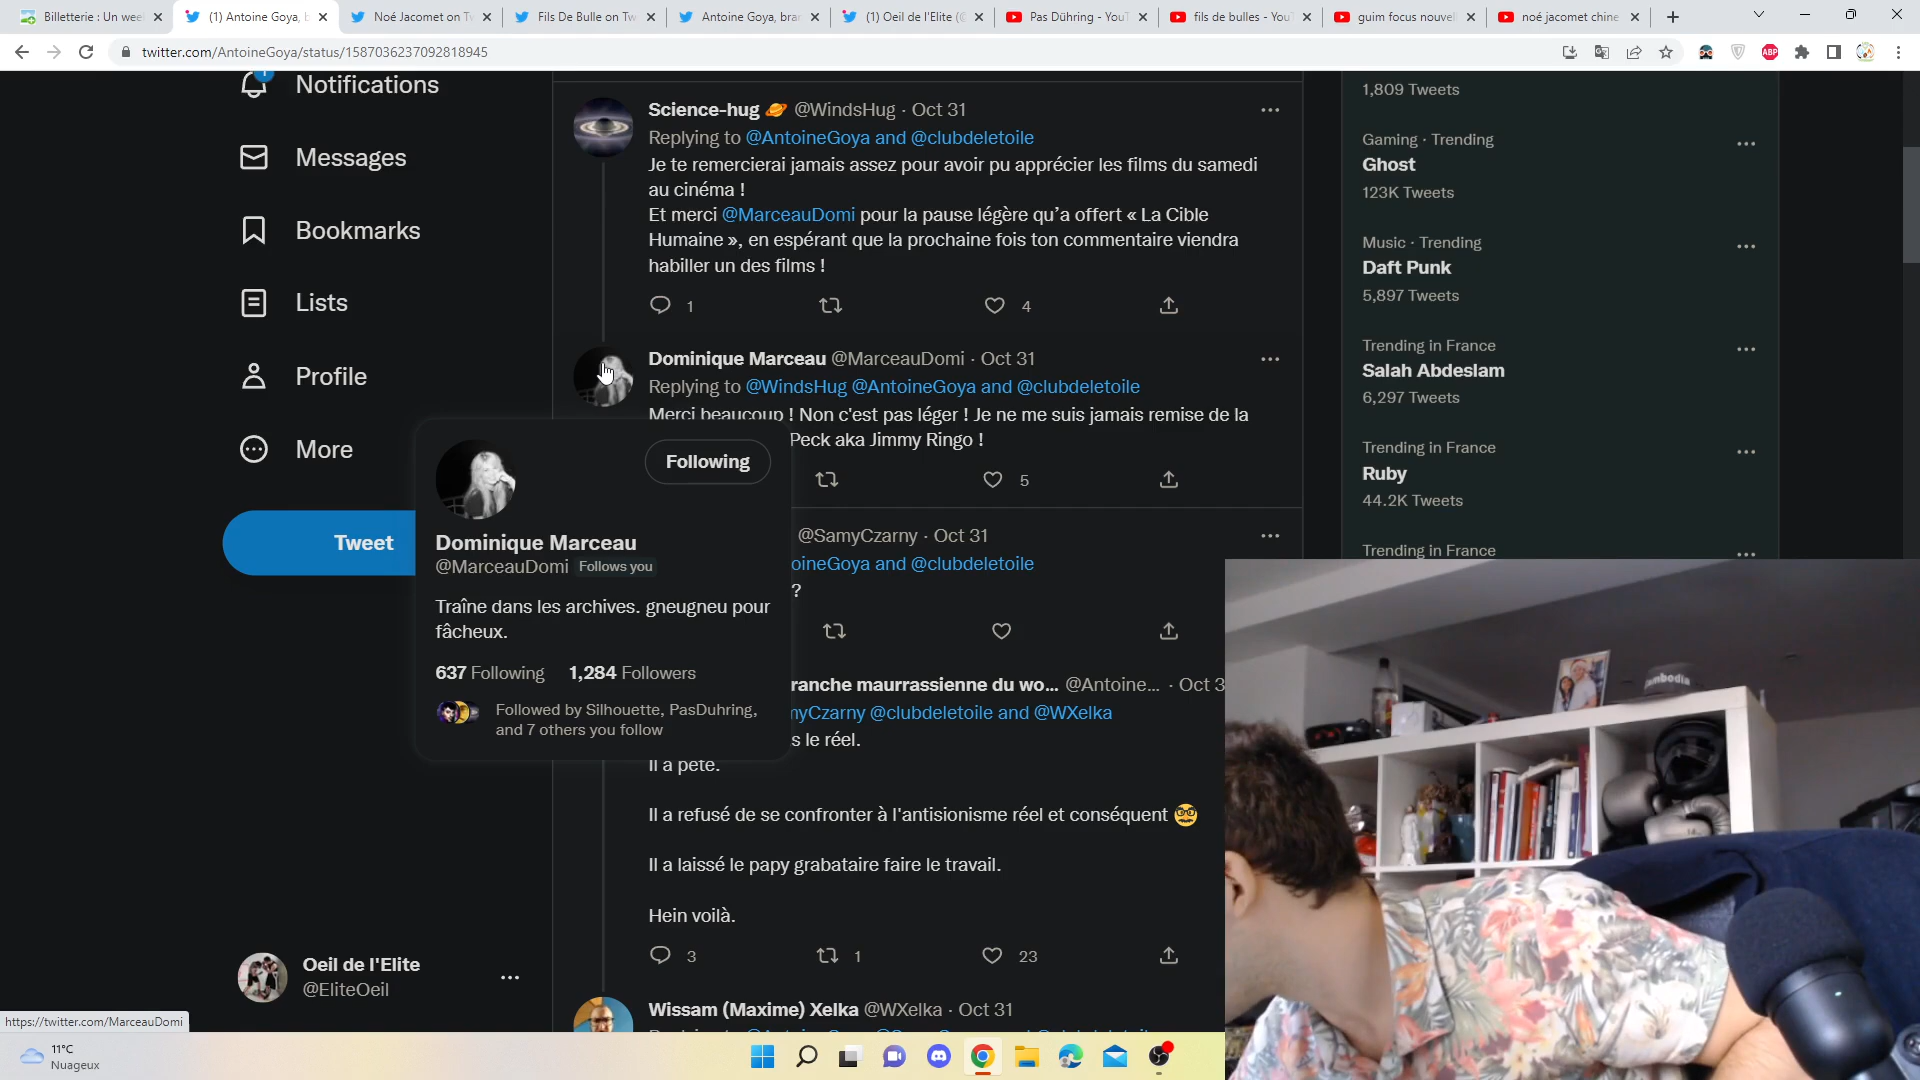 Billetterie : Un wee
(1) Antoine Goya, b
Noé Jacomet on T
Fils De Bulle on Tw
Antoine Goya, bra
(1) Oeil de l'Elite (
Pas Dühring - YouT
fils de bulles - YouT
guim focus nouvel
noé jacomet chine
twitter.com/AntoineGoya/status/1587036237092818945
ABP
1
Notifications
Messages
Bookmarks
Lists
Profile
More
Tweet
Oeil de l'Elite
@EliteOeil
https://twitter.com/MarceauDomi
Science-hug 🪐 @WindsHug · Oct 31
Replying to @AntoineGoya and @clubdeletoile
Je te remercierai jamais assez pour avoir pu apprécier les films du samedi
au cinéma !
Et merci @MarceauDomi pour la pause légère qu'a offert « La Cible
Humaine », en espérant que la prochaine fois ton commentaire viendra
habiller un des films !
1
4
Dominique Marceau @MarceauDomi · Oct 31
Replying to @WindsHug @AntoineGoya and @clubdeletoile
Merci beaucoup ! Non c'est pas léger ! Je ne me suis jamais remise de la
Peck aka Jimmy Ringo !
5
Following
Dominique Marceau
@MarceauDomi Follows you
Traîne dans les archives. gneugneu pour
fâcheux.
637 Following 1,284 Followers
Followed by Silhouette, PasDuhring,
and 7 others you follow
@SamyCzarny · Oct 31
oineGoya and @clubdeletoile
?
ranche maurrassienne du wo... @Antoine... · Oct 3
yCzarny @clubdeletoile and @WXelka
s le réel.
Il a pété.
Il a refusé de se confronter à l'antisionisme réel et conséquent 🥸
Il a laissé le papy grabataire faire le travail.
Hein voilà.
3
1
23
Wissam (Maxime) Xelka @WXelka · Oct 31
1,809 Tweets
Gaming · Trending
Ghost
123K Tweets
Music · Trending
Daft Punk
5,897 Tweets
Trending in France
Salah Abdeslam
6,297 Tweets
Trending in France
Ruby
44.2K Tweets
Trending in France
11°C
Nuageux